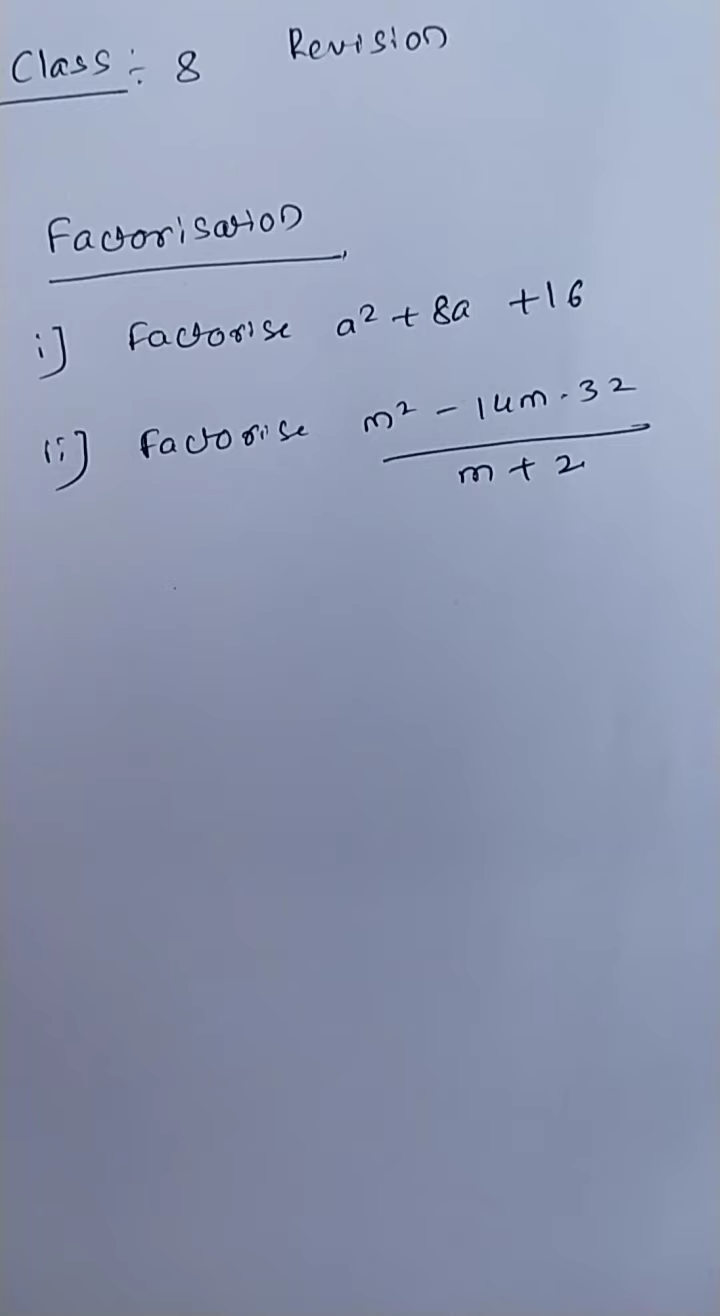 Class : 8 Revision
Factorisation
i] Factorise a² + 8a + 16
ii] Factorise m² - 14m - 32
m + 2